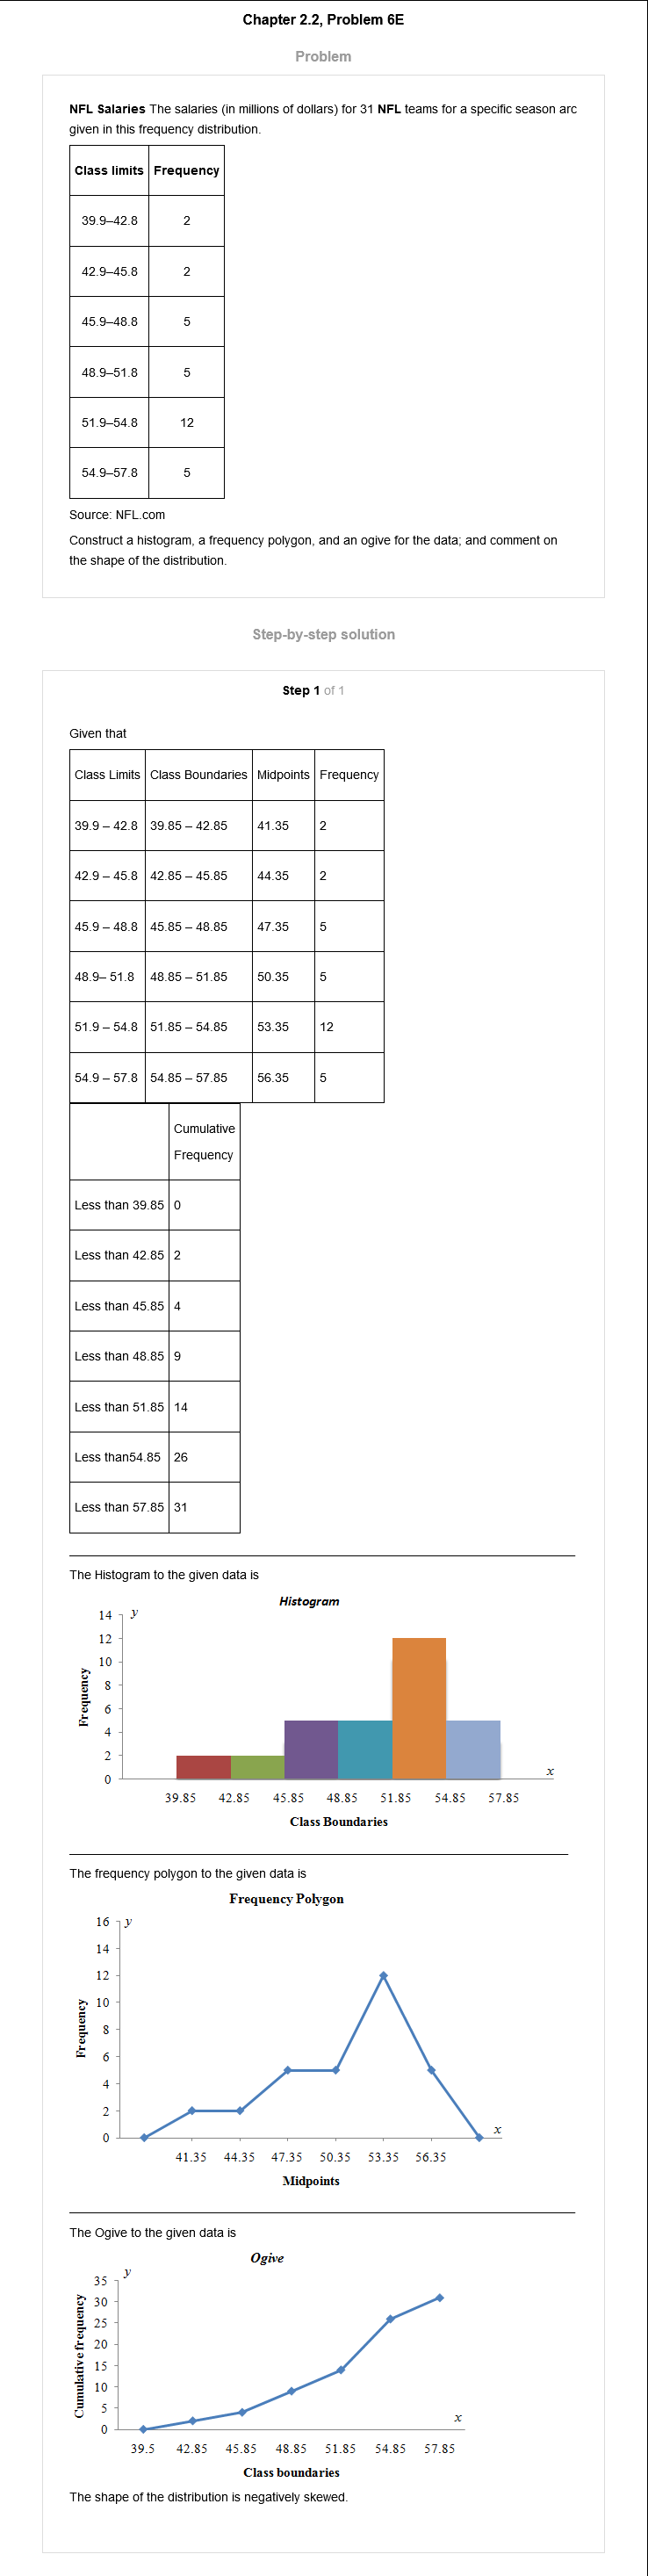 Chapter 2.2, Problem 6E
Problem
NFL Salaries The salaries (in millions of dollars) for 31 NFL teams for a specific season arc
given in this frequency distribution.
Class limits Frequency
39.9–42.8 2
42.9–45.8 2
45.9–48.8 5
48.9–51.8 5
51.9–54.8 12
54.9–57.8 5
Source: NFL.com
Construct a histogram, a frequency polygon, and an ogive for the data; and comment on
the shape of the distribution.
Step-by-step solution
Step 1 of 1
Given that
Class Limits Class Boundaries Midpoints Frequency
39.9 – 42.8 39.85 – 42.85 41.35 2
42.9 – 45.8 42.85 – 45.85 44.35 2
45.9 – 48.8 45.85 – 48.85 47.35 5
48.9– 51.8 48.85 – 51.85 50.35 5
51.9 – 54.8 51.85 – 54.85 53.35 12
54.9 – 57.8 54.85 – 57.85 56.35 5
Cumulative
Frequency
Less than 39.85 0
Less than 42.85 2
Less than 45.85 4
Less than 48.85 9
Less than 51.85 14
Less than54.85 26
Less than 57.85 31
The Histogram to the given data is
Histogram
14 y
12
10
8
6
4
2
0
Frequency
x
39.85 42.85 45.85 48.85 51.85 54.85 57.85
Class Boundaries
The frequency polygon to the given data is
Frequency Polygon
16 y
14
12
10
8
6
4
2
0
Frequency
x
41.35 44.35 47.35 50.35 53.35 56.35
Midpoints
The Ogive to the given data is
Ogive
y
35
30
25
20
15
10
5
0
Cumulative frequency
x
39.5 42.85 45.85 48.85 51.85 54.85 57.85
Class boundaries
The shape of the distribution is negatively skewed.